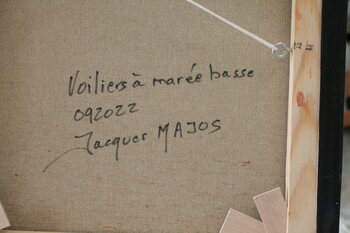 Voiliers à marée basse
092022
Jacques MAJOS